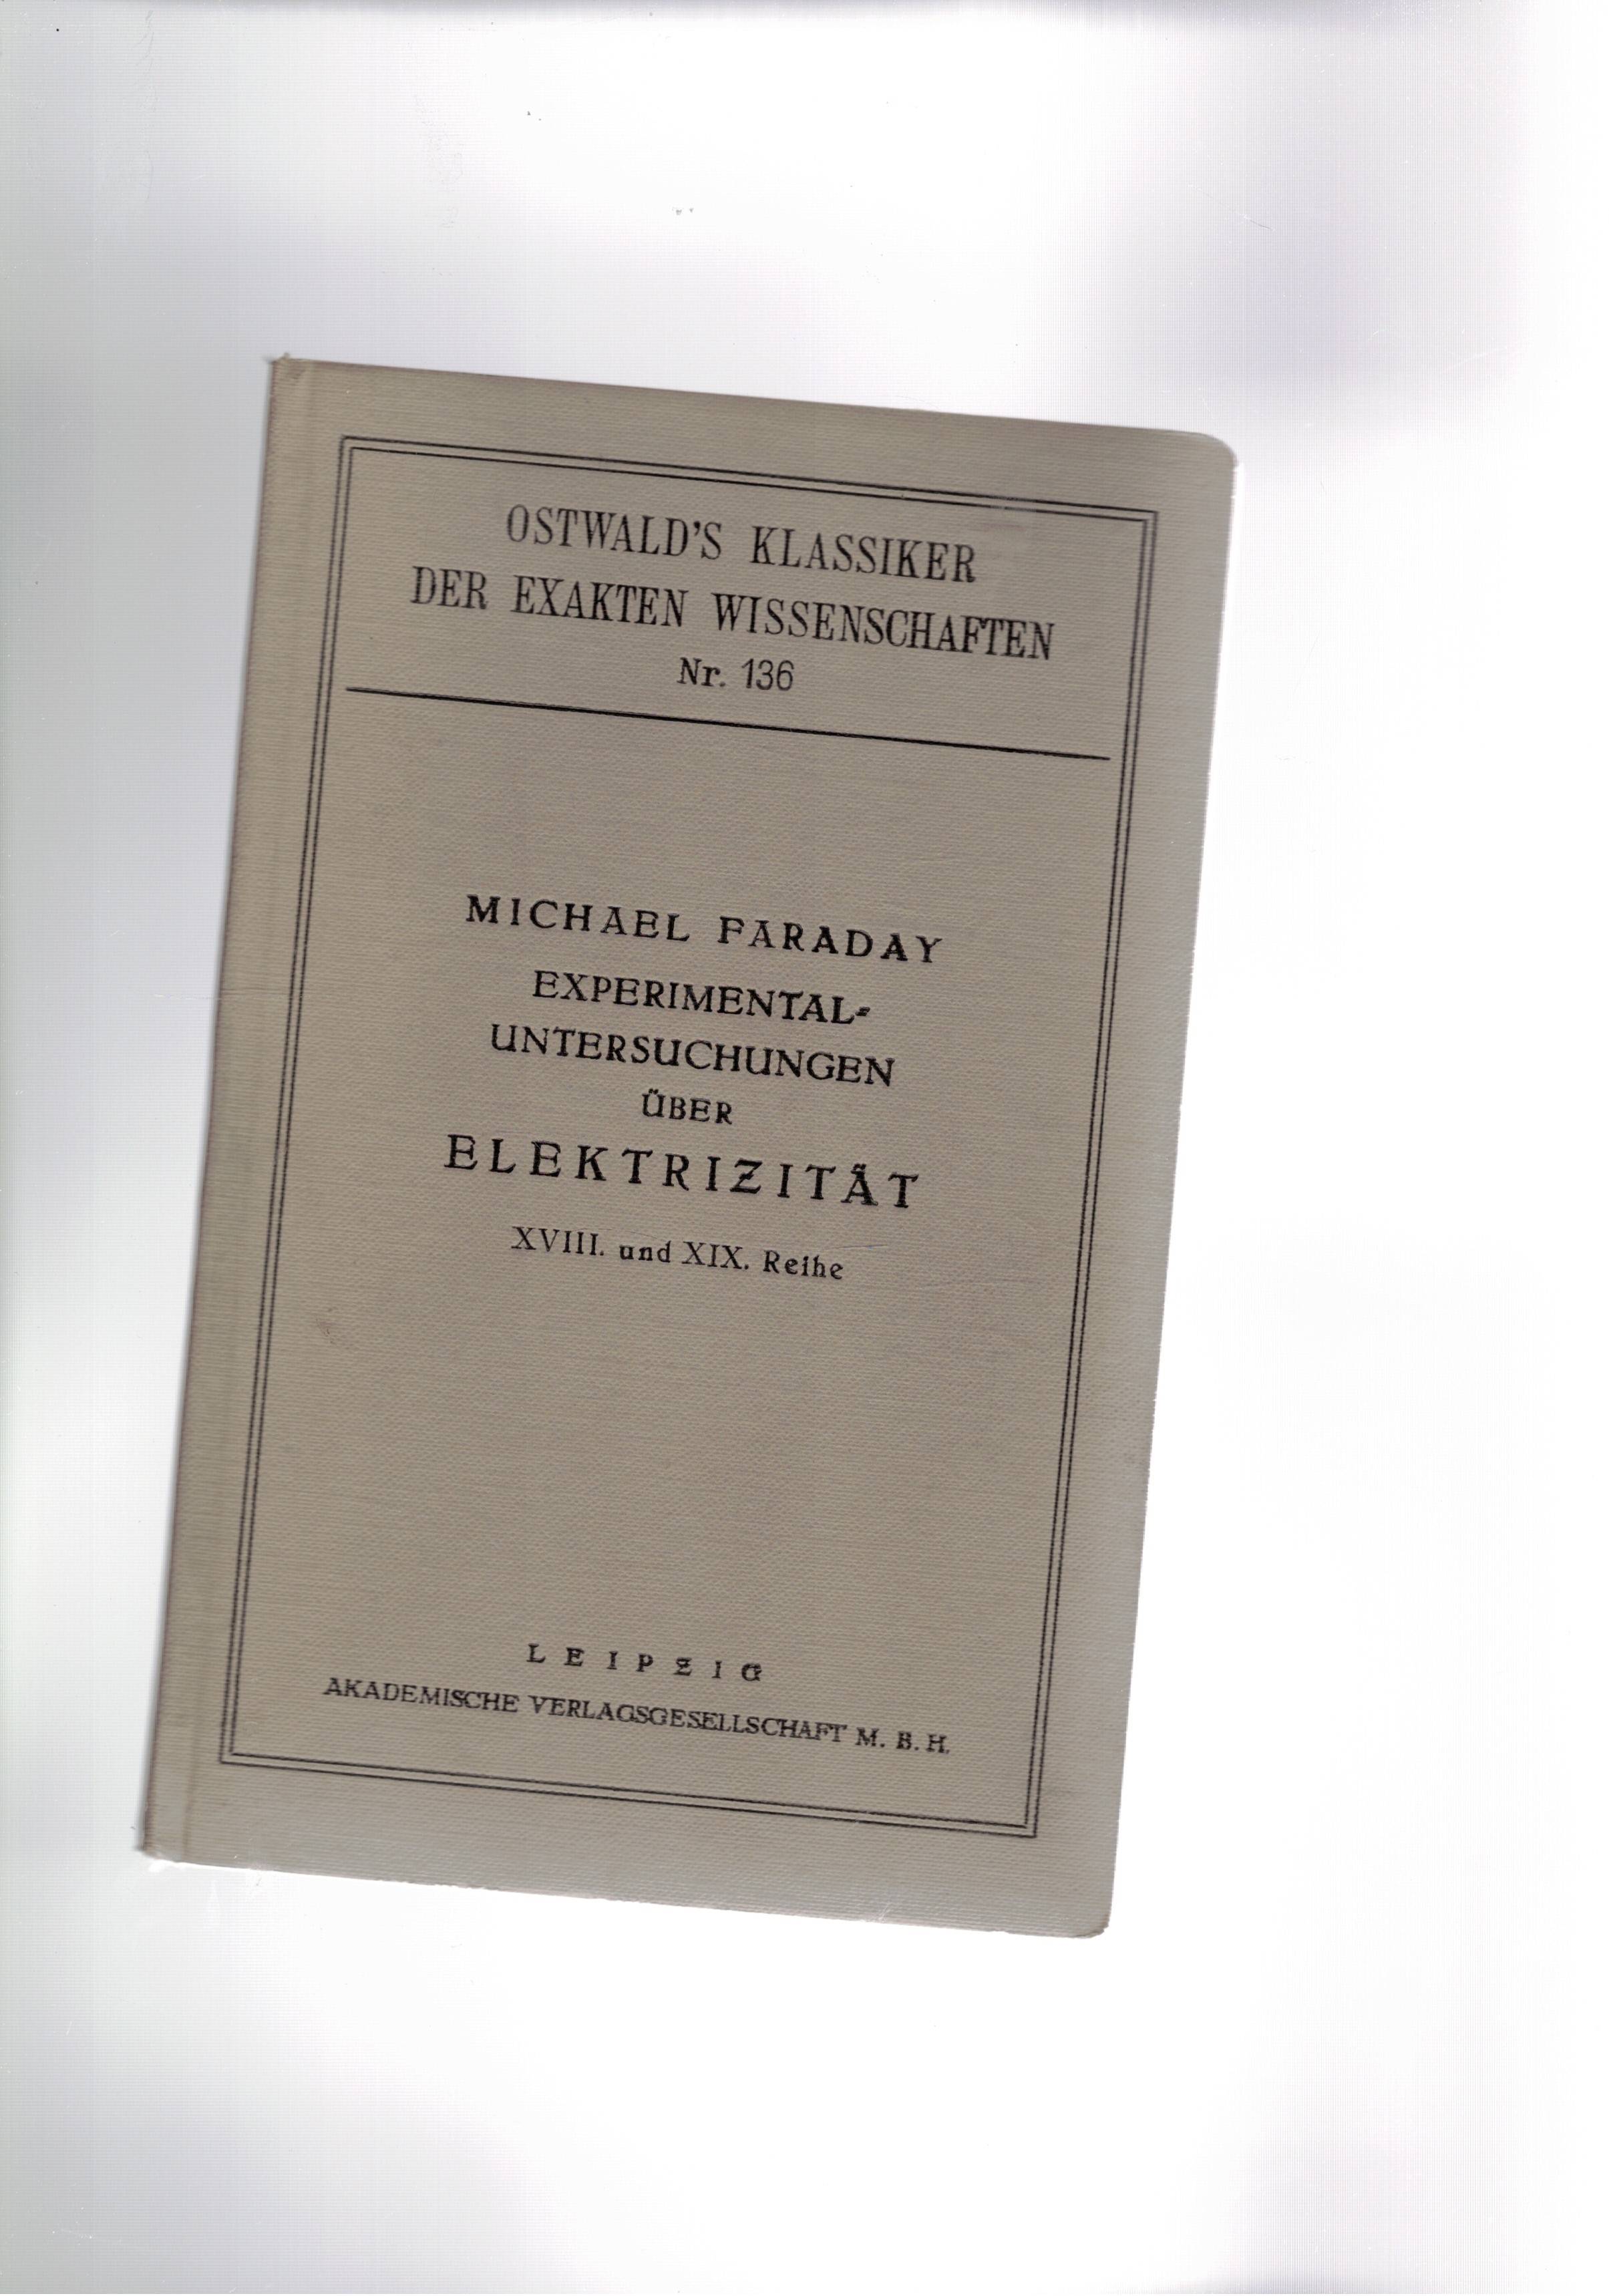 OSTWALD'S KLASSIKER
DER EXAKTEN WISSENSCHAFTEN
Nr. 136
MICHAEL FARADAY
EXPERIMENTAL-
UNTERSUCHUNGEN
ÜBER
ELEKTRIZITÄT
XVIII. und XIX. Reihe
LEIPZIG
AKADEMISCHE VERLAGSGESELLSCHAFT M. B. H.